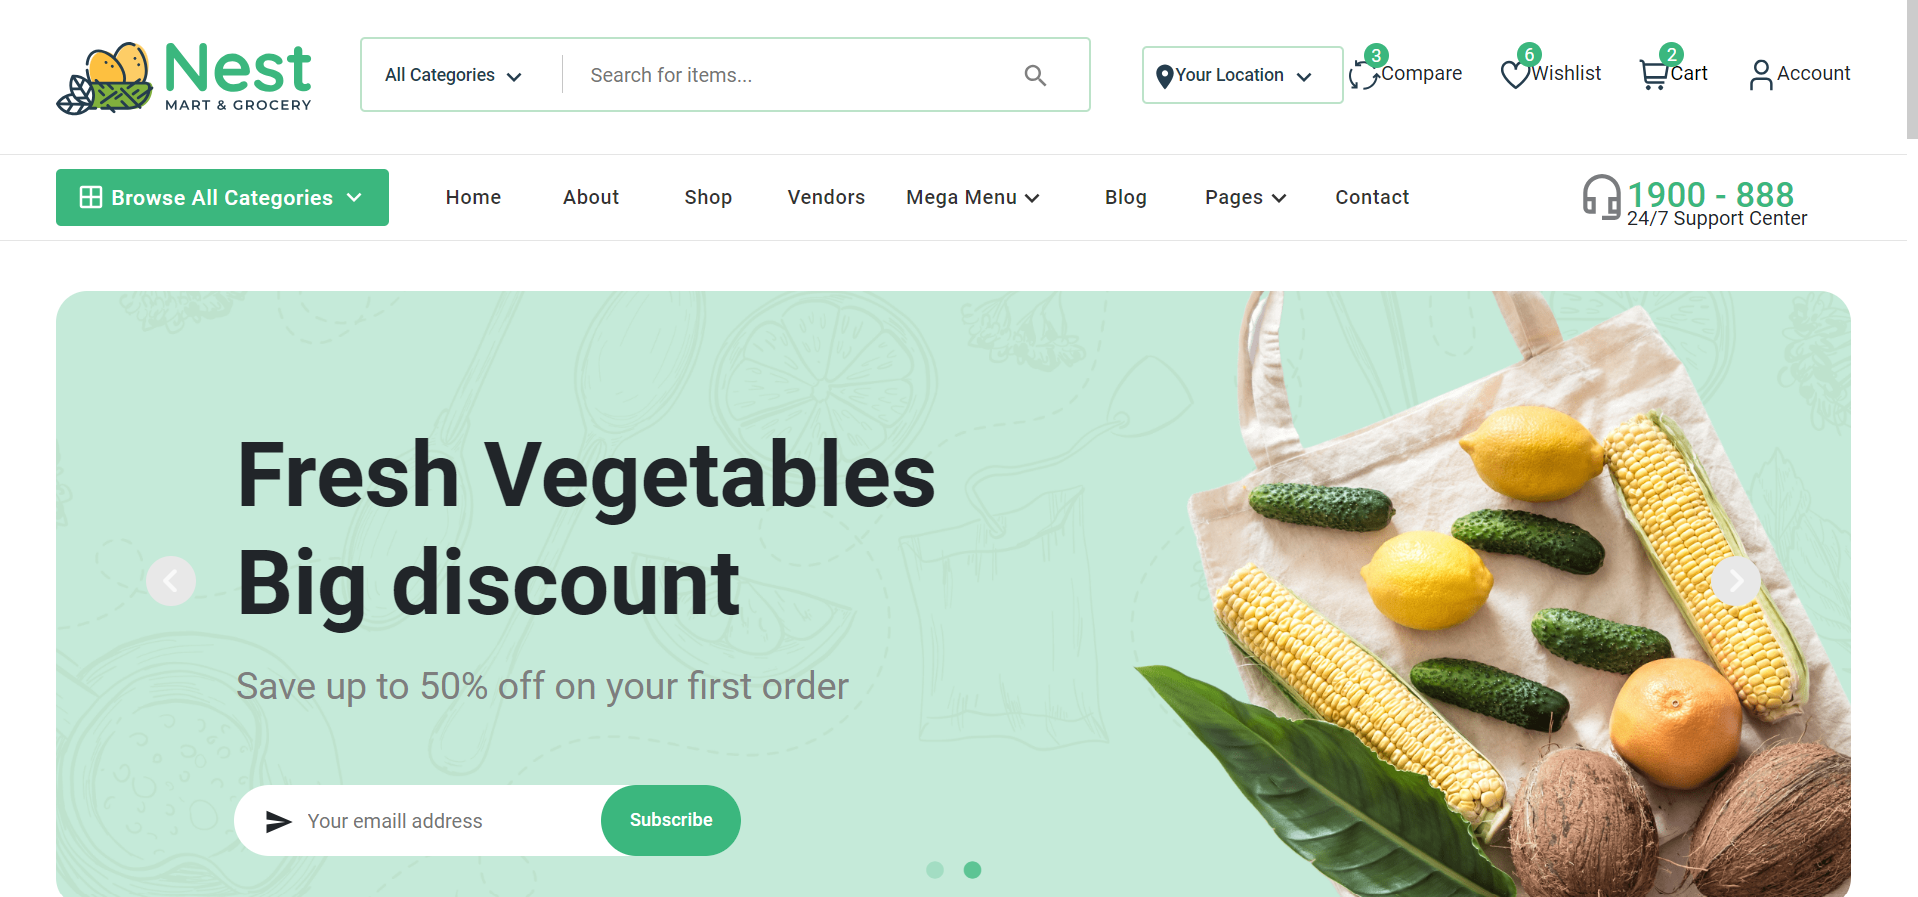 Nest
MART & GROCERY
All Categories
Search for items...
Your Location
3
Compare
6
Wishlist
2
Cart
Account
Browse All Categories
Home
About
Shop
Vendors
Mega Menu
Blog
Pages
Contact
1900 - 888
24/7 Support Center
Fresh Vegetables
Big discount
Save up to 50% off on your first order
Your emaill address
Subscribe